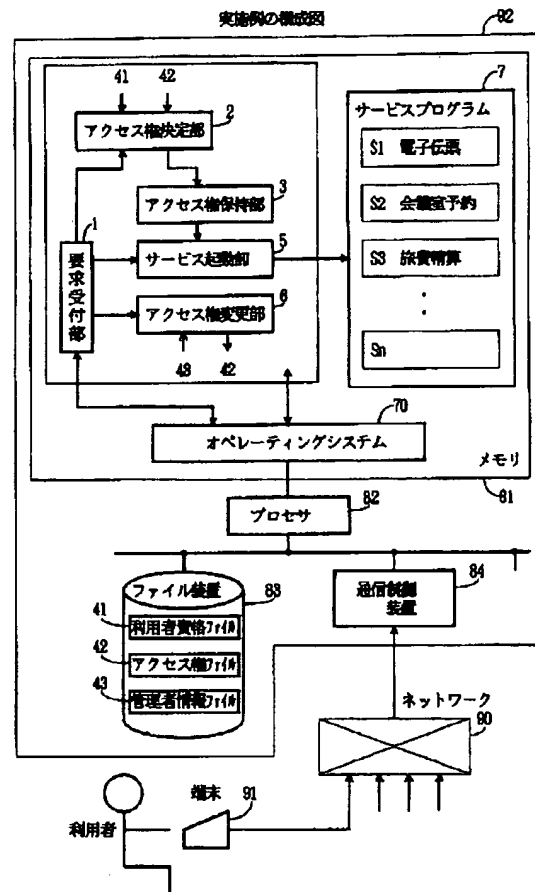 実施例の構成図
92
41
42
2
アクセス権決定部
3
アクセス権保持部
1
要求受付部
5
サービス起動部
6
アクセス権変更部
43
42
7
サービスプログラム
S1 電子伝票
S2 会議室予約
S3 旅費精算
・
・
Sn
70
オペレーティングシステム
メモリ
81
82
プロセサ
ファイル装置
83
41
利用者資格ファイル
42
アクセス権ファイル
43
管理者情報ファイル
84
通信制御
装置
ネットワーク
90
端末
91
利用者